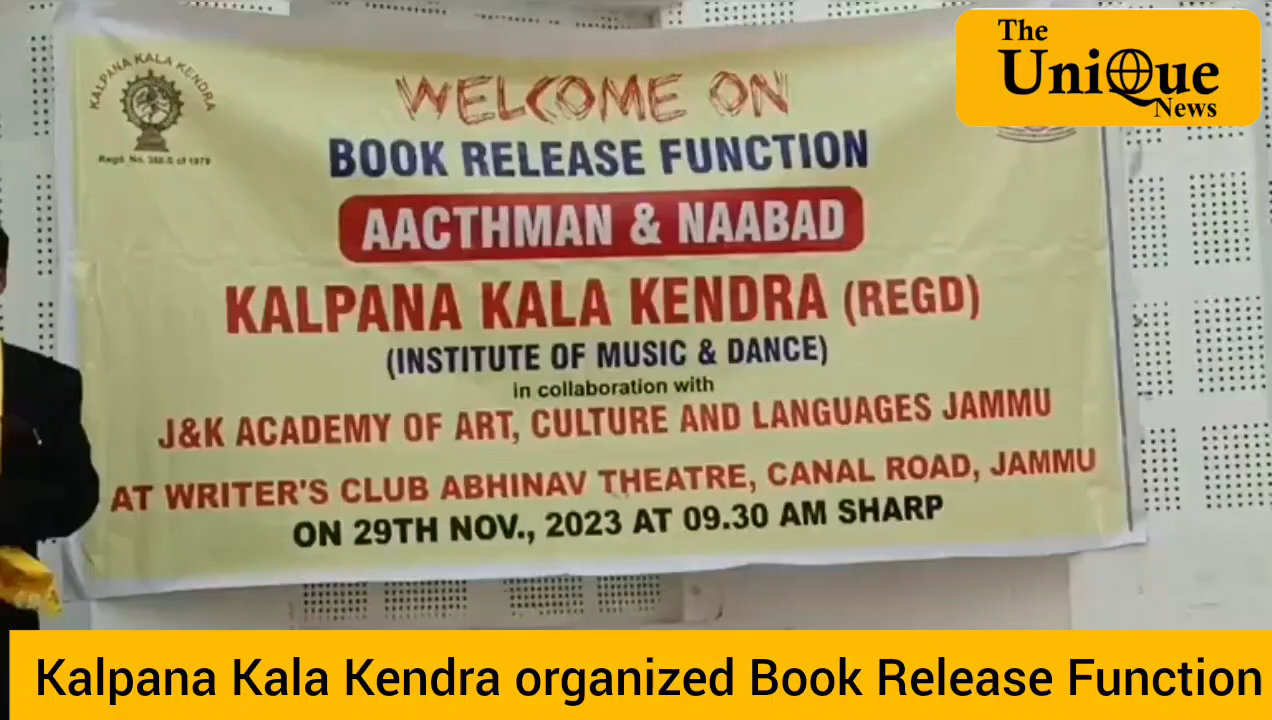 The
UniQue
News
KALPANA KALA KENDRA
WELCOME ON
BOOK RELEASE FUNCTION
AACTHMAN & NAABAD
KALPANA KALA KENDRA (REGD)
(INSTITUTE OF MUSIC & DANCE)
in collaboration with
J&K ACADEMY OF ART, CULTURE AND LANGUAGES JAMMU
AT WRITER'S CLUB ABHINAV THEATRE, CANAL ROAD, JAMMU
ON 29TH NOV., 2023 AT 09.30 AM SHARP
Kalpana Kala Kendra organized Book Release Function